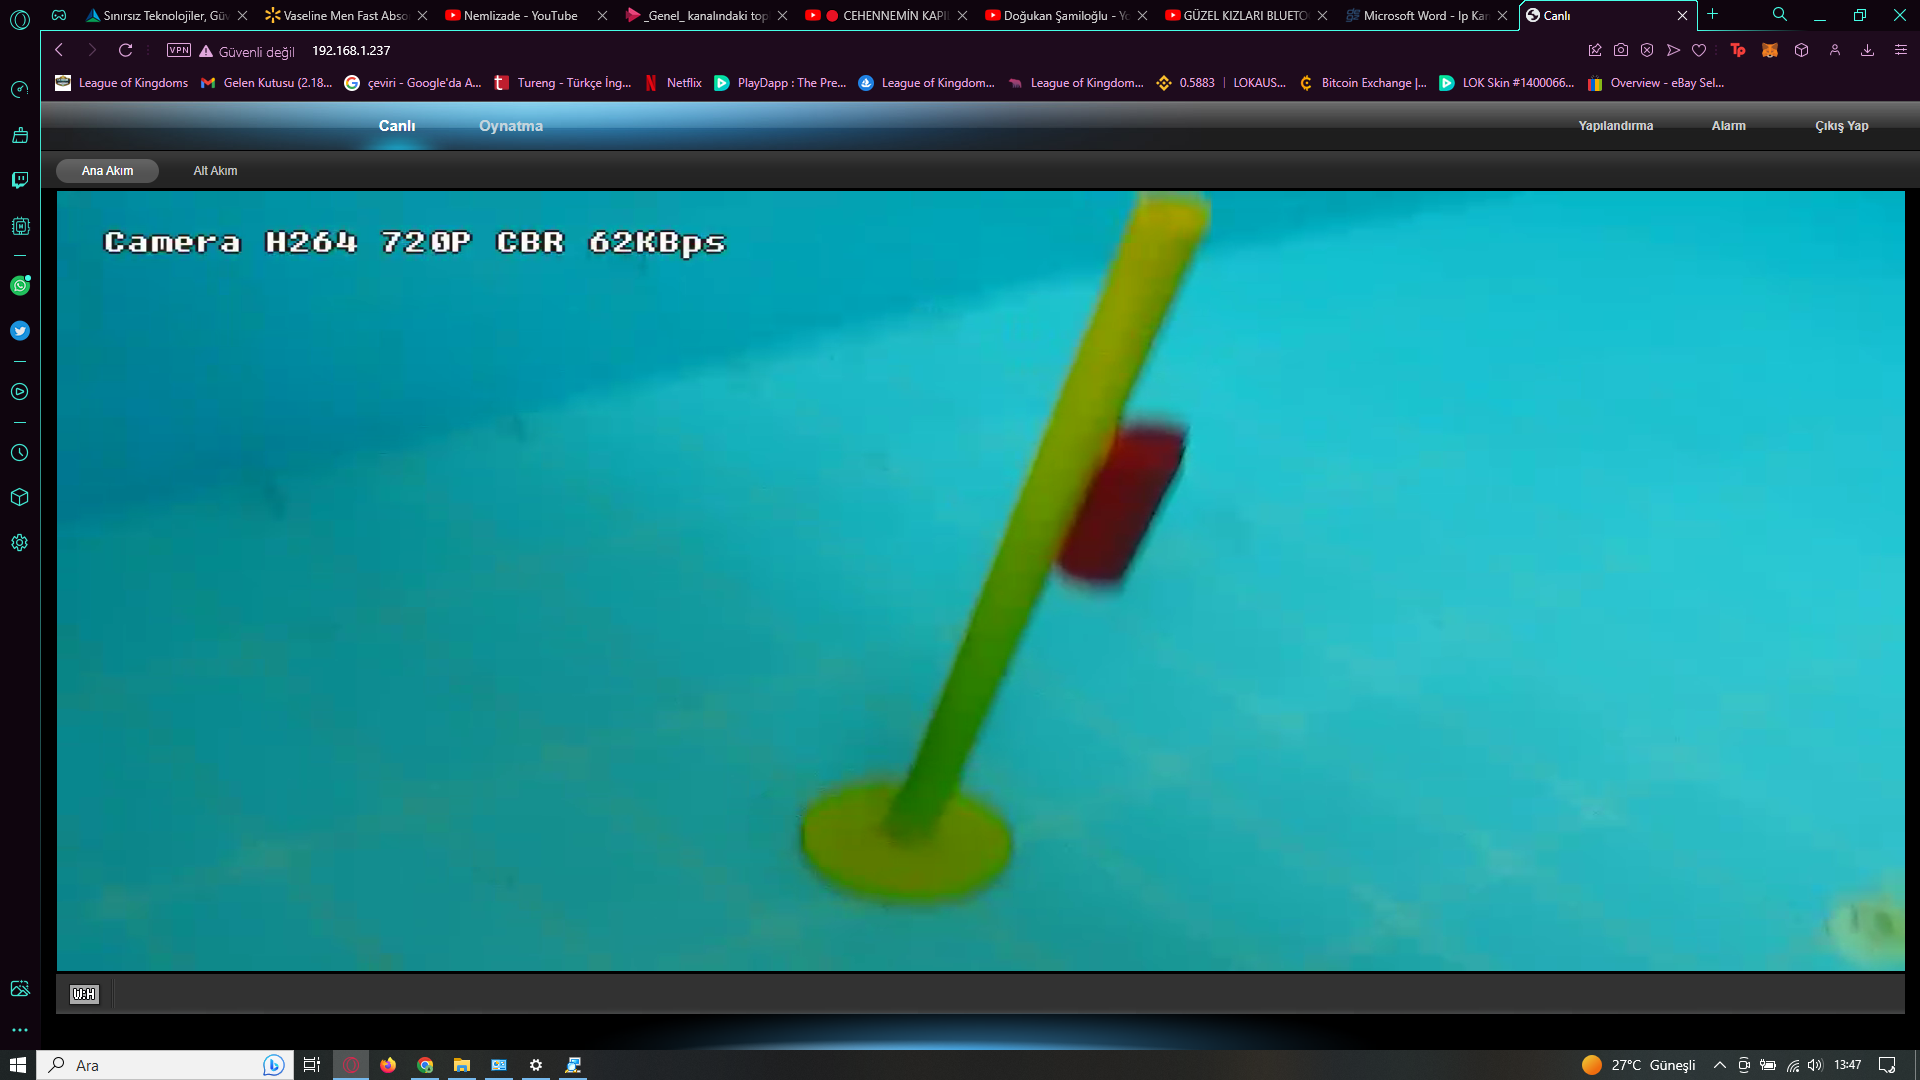 Sınırsız Teknolojiler, Güv
Vaseline Men Fast Abso
Nemlizade - YouTube
_Genel_ kanalındaki top
CEHENNEMİN KAPI
Doğukan Şamiloğlu - Yo
GÜZEL KIZLARI BLUETO
Microsoft Word - Ip Kar
Canlı
VPN
Güvenli değil
192.168.1.237
League of Kingdoms
Gelen Kutusu (2.18...
çeviri - Google'da A...
Tureng - Türkçe İng...
Netflix
PlayDapp : The Pre...
League of Kingdom...
League of Kingdom...
0.5883 | LOKAUS...
Bitcoin Exchange |...
LOK Skin #1400066...
Overview - eBay Sel...
Canlı
Oynatma
Yapılandırma
Alarm
Çıkış Yap
Ana Akım
Alt Akım
Camera H264 720P CBR 62KBps
W:H
Ara
27°C Güneşli
13:47